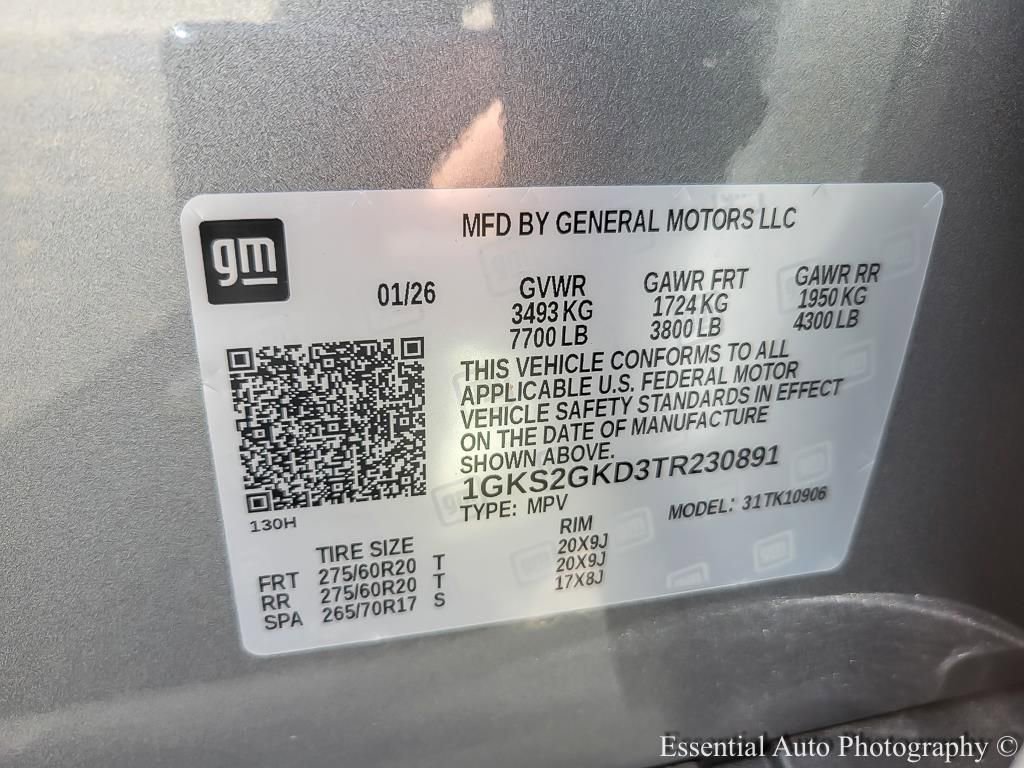 gm
MFD BY GENERAL MOTORS LLC
01/26
GVWR GAWR FRT GAWR RR
3493 KG 1724 KG 1950 KG
7700 LB 3800 LB 4300 LB
THIS VEHICLE CONFORMS TO ALL
APPLICABLE U.S. FEDERAL MOTOR
VEHICLE SAFETY STANDARDS IN EFFECT
ON THE DATE OF MANUFACTURE
SHOWN ABOVE.
1GKS2GKD3TR230891
TYPE: MPV MODEL: 31TK10906
130H
TIRE SIZE RIM
FRT 275/60R20 T 20X9J
RR 275/60R20 T 20X9J
SPA 265/70R17 S 17X8J
Essential Auto Photography ©